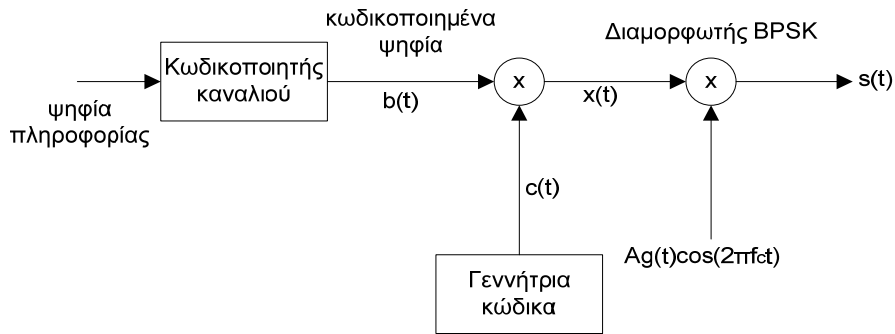 κωδικοποιημένα
ψηφία
Διαμορφωτής BPSK
Κωδικοποιητής
καναλιού
x
x
s(t)
b(t)
x(t)
ψηφία
πληροφορίας
c(t)
Ag(t)cos(2πfct)
Γεννήτρια
κώδικα